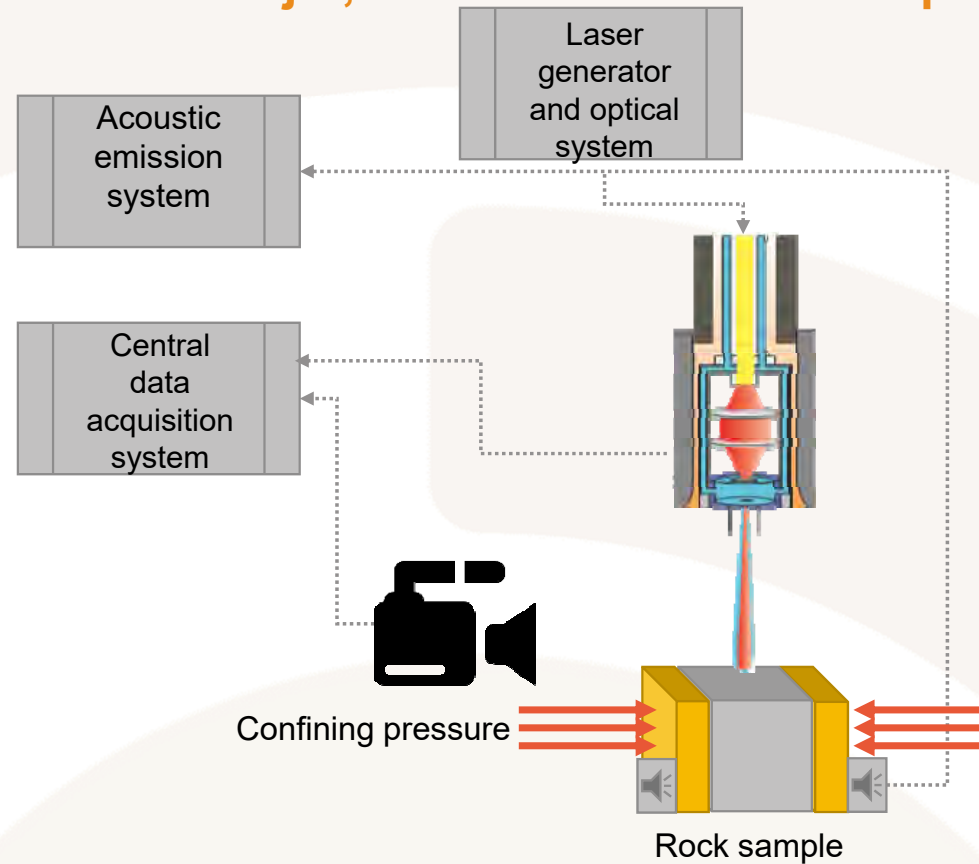 Laser
generator
and optical
system
Acoustic
emission
system
Central
data
acquisition
system
Confining pressure
Rock sample